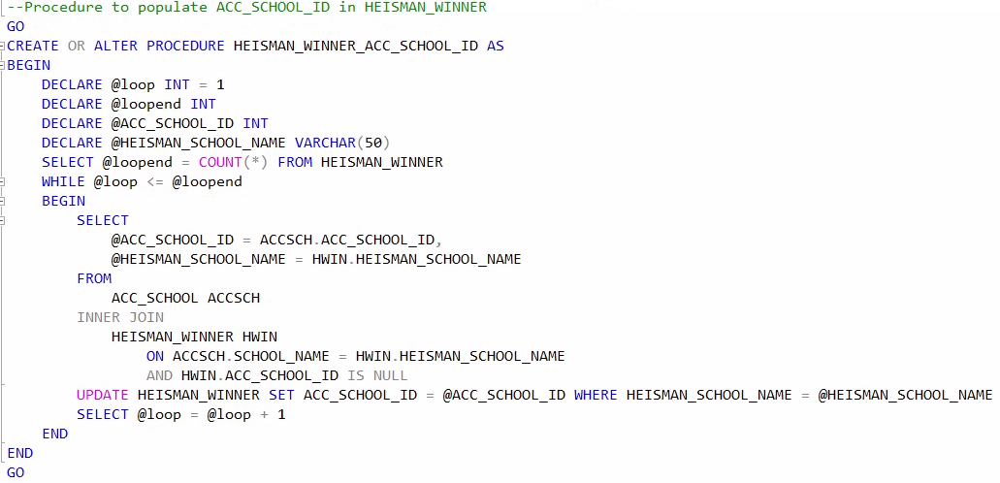 --Procedure to populate ACC_SCHOOL_ID in HEISMAN_WINNER
GO
CREATE OR ALTER PROCEDURE HEISMAN_WINNER_ACC_SCHOOL_ID AS
BEGIN
    DECLARE @loop INT = 1
    DECLARE @loopend INT
    DECLARE @ACC_SCHOOL_ID INT
    DECLARE @HEISMAN_SCHOOL_NAME VARCHAR(50)
    SELECT @loopend = COUNT(*) FROM HEISMAN_WINNER
    WHILE @loop <= @loopend
    BEGIN
        SELECT
            @ACC_SCHOOL_ID = ACCSCH.ACC_SCHOOL_ID,
            @HEISMAN_SCHOOL_NAME = HWIN.HEISMAN_SCHOOL_NAME
        FROM
            ACC_SCHOOL ACCSCH
        INNER JOIN
            HEISMAN_WINNER HWIN
                ON ACCSCH.SCHOOL_NAME = HWIN.HEISMAN_SCHOOL_NAME
                AND HWIN.ACC_SCHOOL_ID IS NULL
        UPDATE HEISMAN_WINNER SET ACC_SCHOOL_ID = @ACC_SCHOOL_ID WHERE HEISMAN_SCHOOL_NAME = @HEISMAN_SCHOOL_NAME
        SELECT @loop = @loop + 1
    END
END
GO